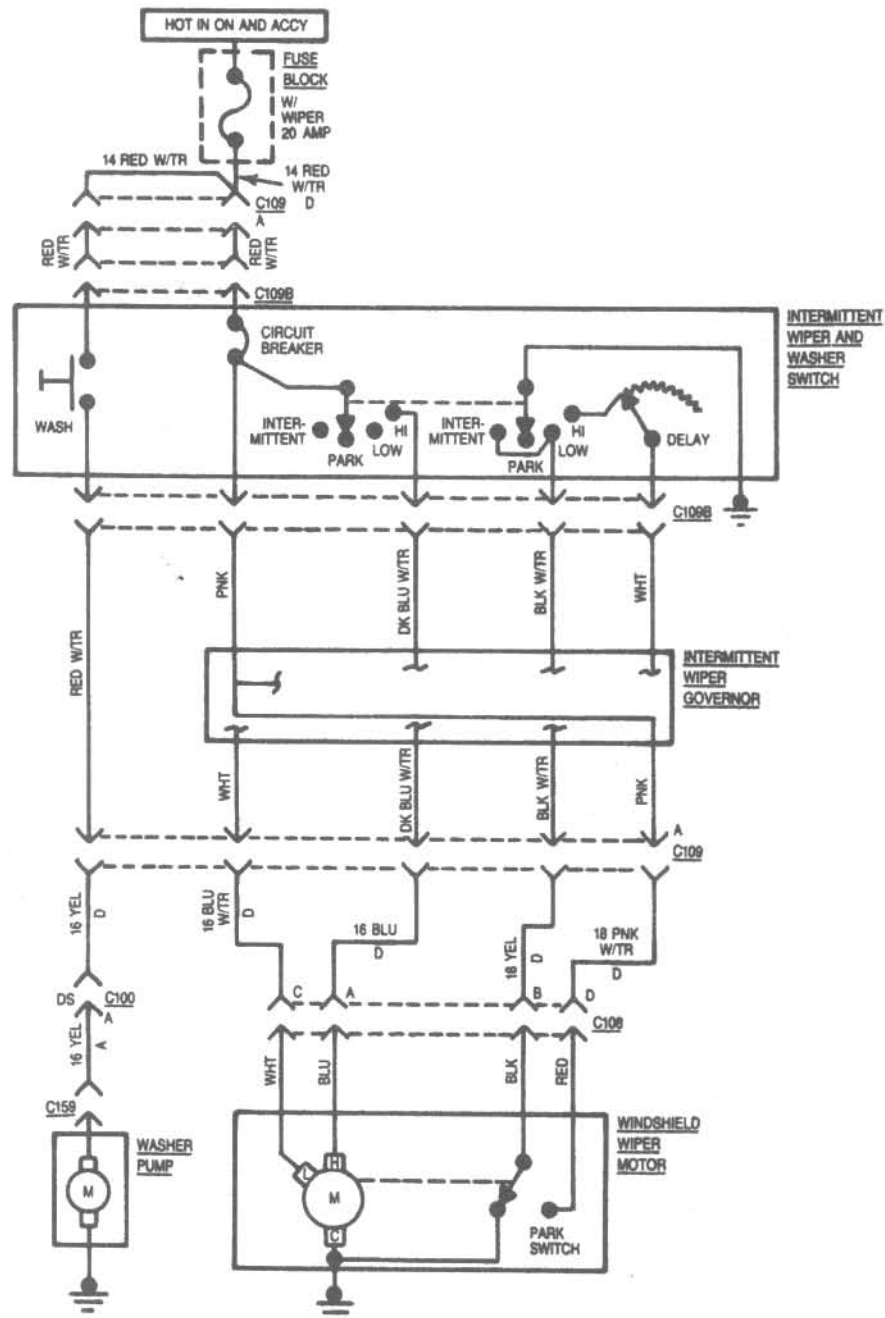 HOT IN ON AND ACCY
FUSE
BLOCK
W/
WIPER
20 AMP
14 RED W/TR
14 RED
W/TR
D
C109
A
RED
W/TR
RED
W/TR
C109B
INTERMITTENT
WIPER AND
WASHER
SWITCH
CIRCUIT
BREAKER
WASH
INTER-
MITTENT
PARK
LOW
HI
INTER-
MITTENT
PARK
LOW
HI
DELAY
C109B
RED W/TR
PNK
DK BLU W/TR
BLK W/TR
WHT
INTERMITTENT
WIPER
GOVERNOR
WHT
DK BLU W/TR
BLK W/TR
PNK
A
C109
16 YEL
D
16 BLU
W/TR
D
16 BLU
D
18 YEL
D
18 PNK
W/TR
D
DS
C100
A
C
A
B
D
C108
16 YEL
A
WHT
BLU
BLK
RED
C159
WASHER
PUMP
M
L
H
M
C
PARK
SWITCH
WINDSHIELD
WIPER
MOTOR